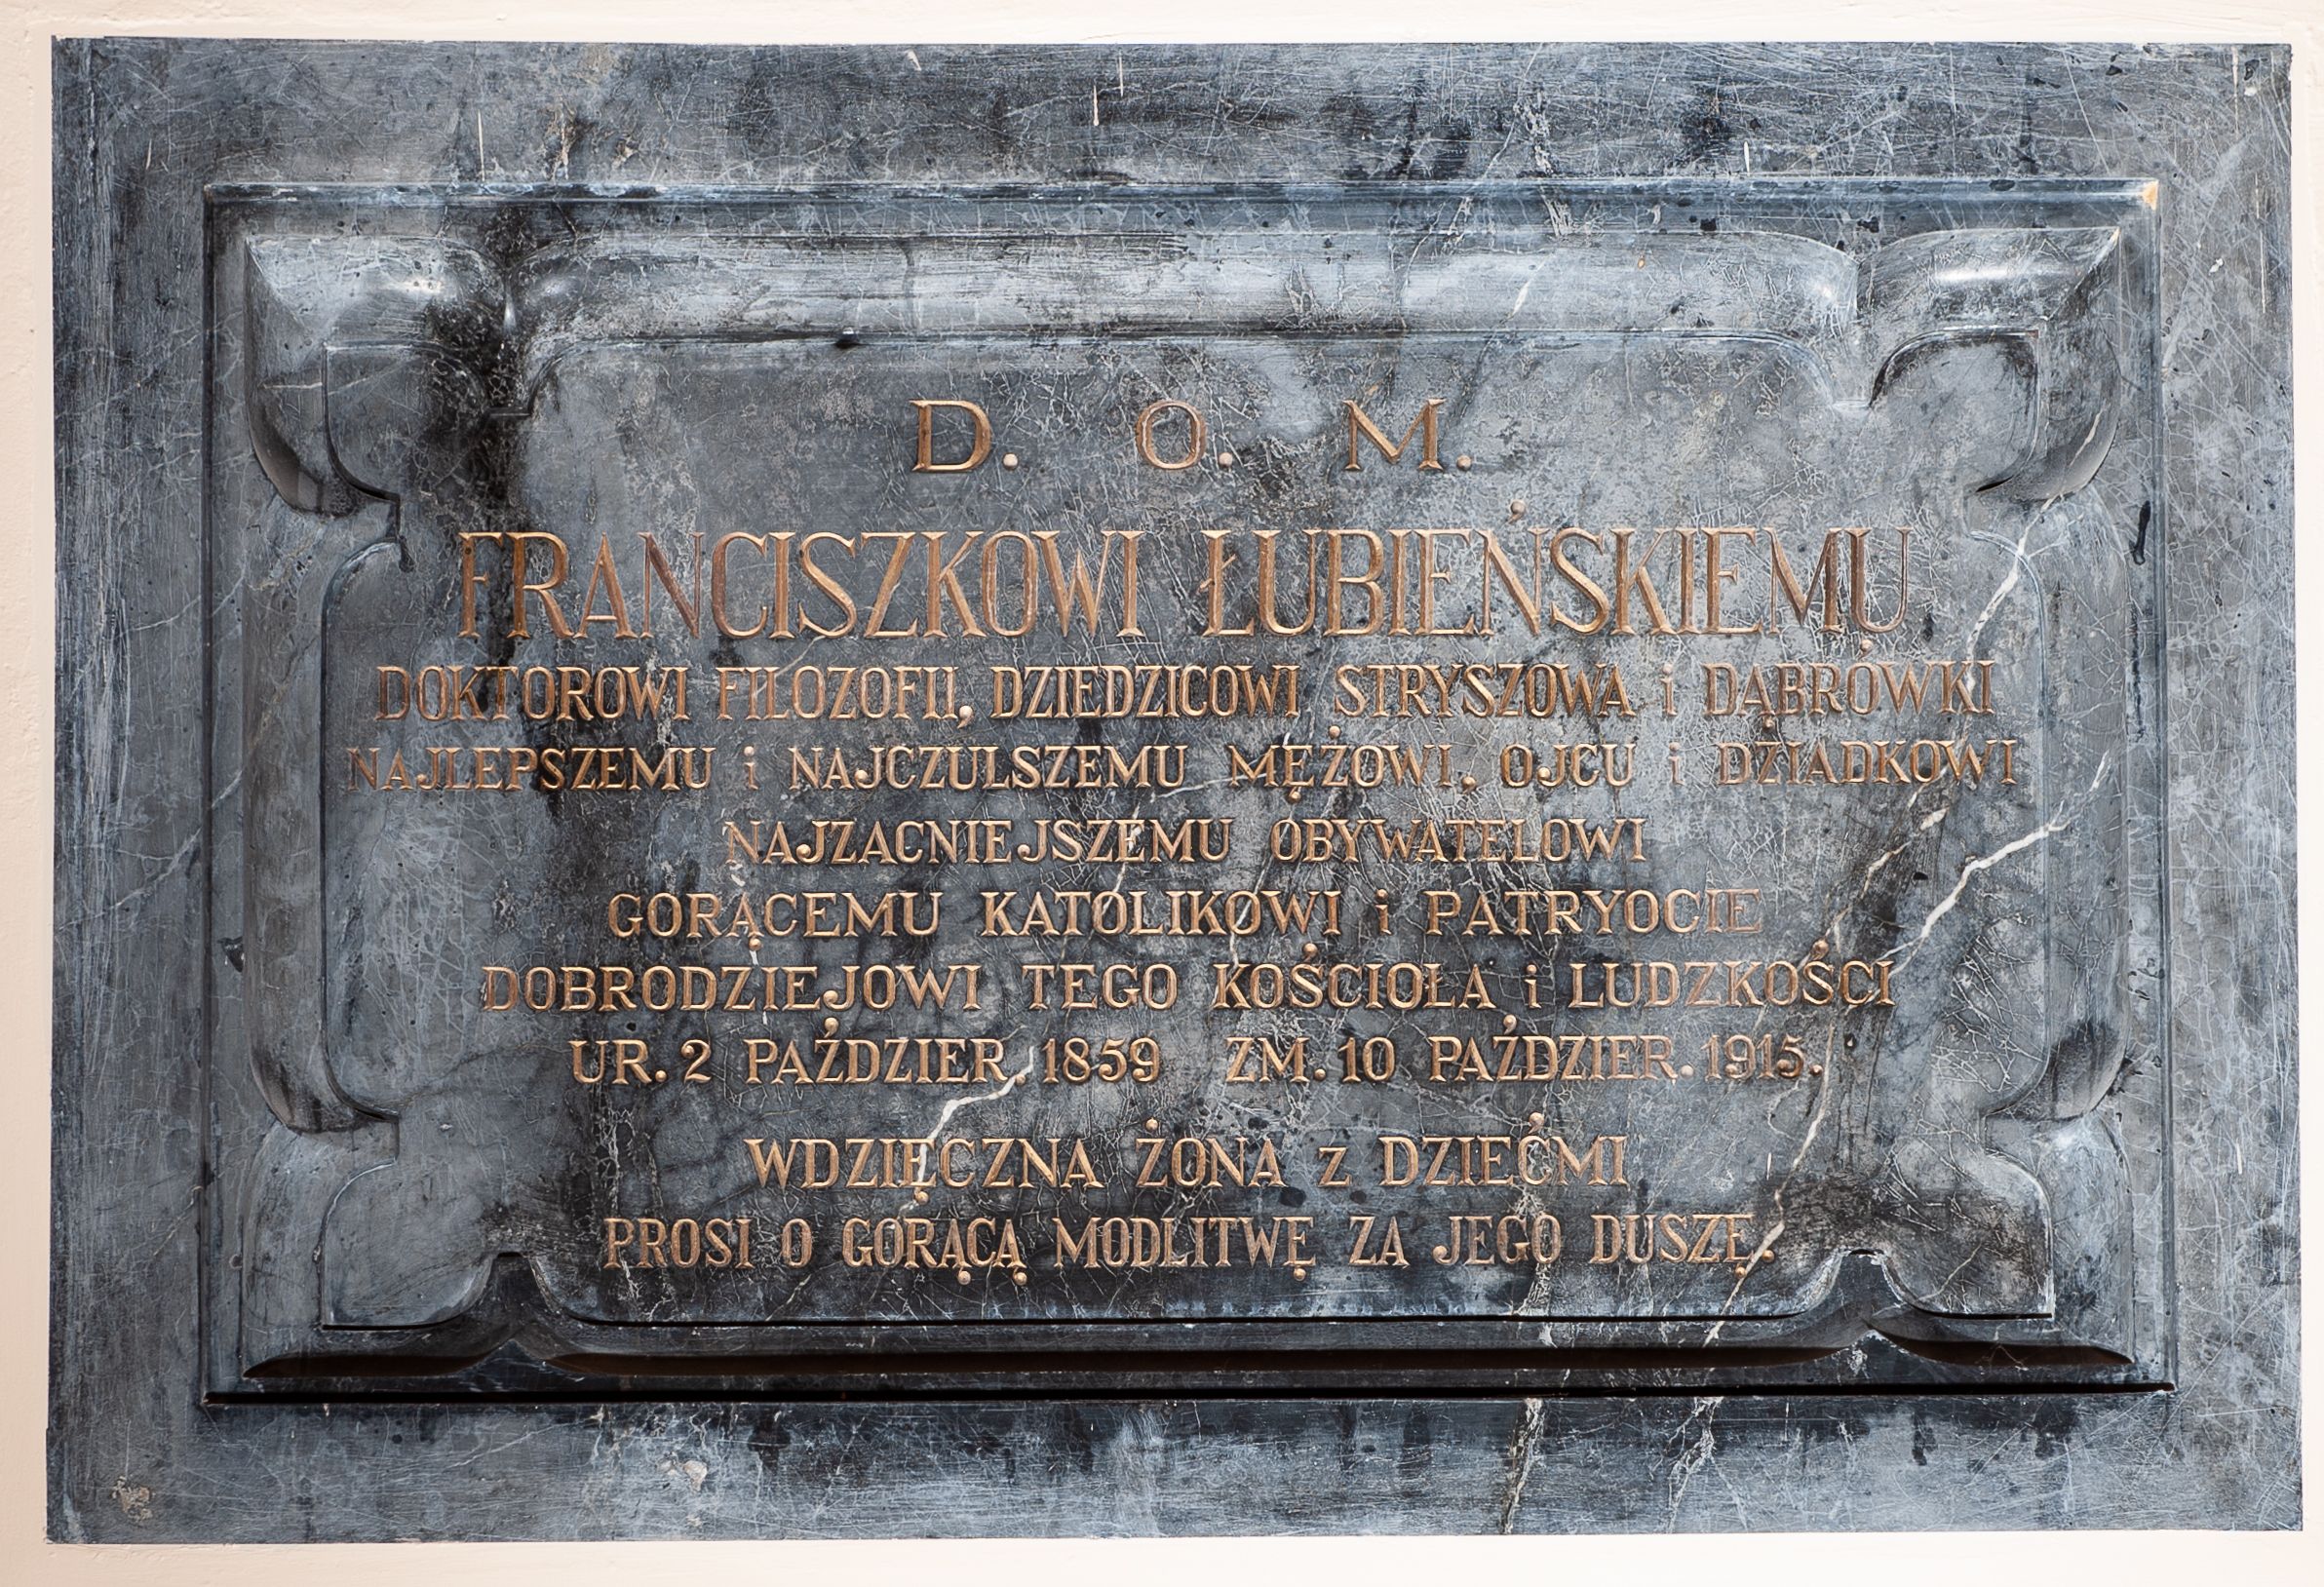 D. O. M.
FRANCISZKOWI ŁUBIEŃSKIEMU
DOKTOROWI FILOZOFII, DZIEDZICOWI STRYSZOWA i DĄBRÓWKI
NAJLEPSZEMU i NAJCZULSZEMU MĘŻOWI, OJCU i DZIADKOWI
NAJZACNIEJSZEMU OBYWATELOWI
GORĄCEMU KATOLIKOWI i PATRYOCIE
DOBRODZIEJOWI TEGO KOŚCIOŁA i LUDZKOŚCI
UR. 2 PAŹDZIER. 1859 ZM. 10 PAŹDZIER. 1915.
WDZIĘCZNA ŻONA z DZIEĆMI
PROSI O GORĄCĄ MODLITWĘ ZA JEGO DUSZĘ.